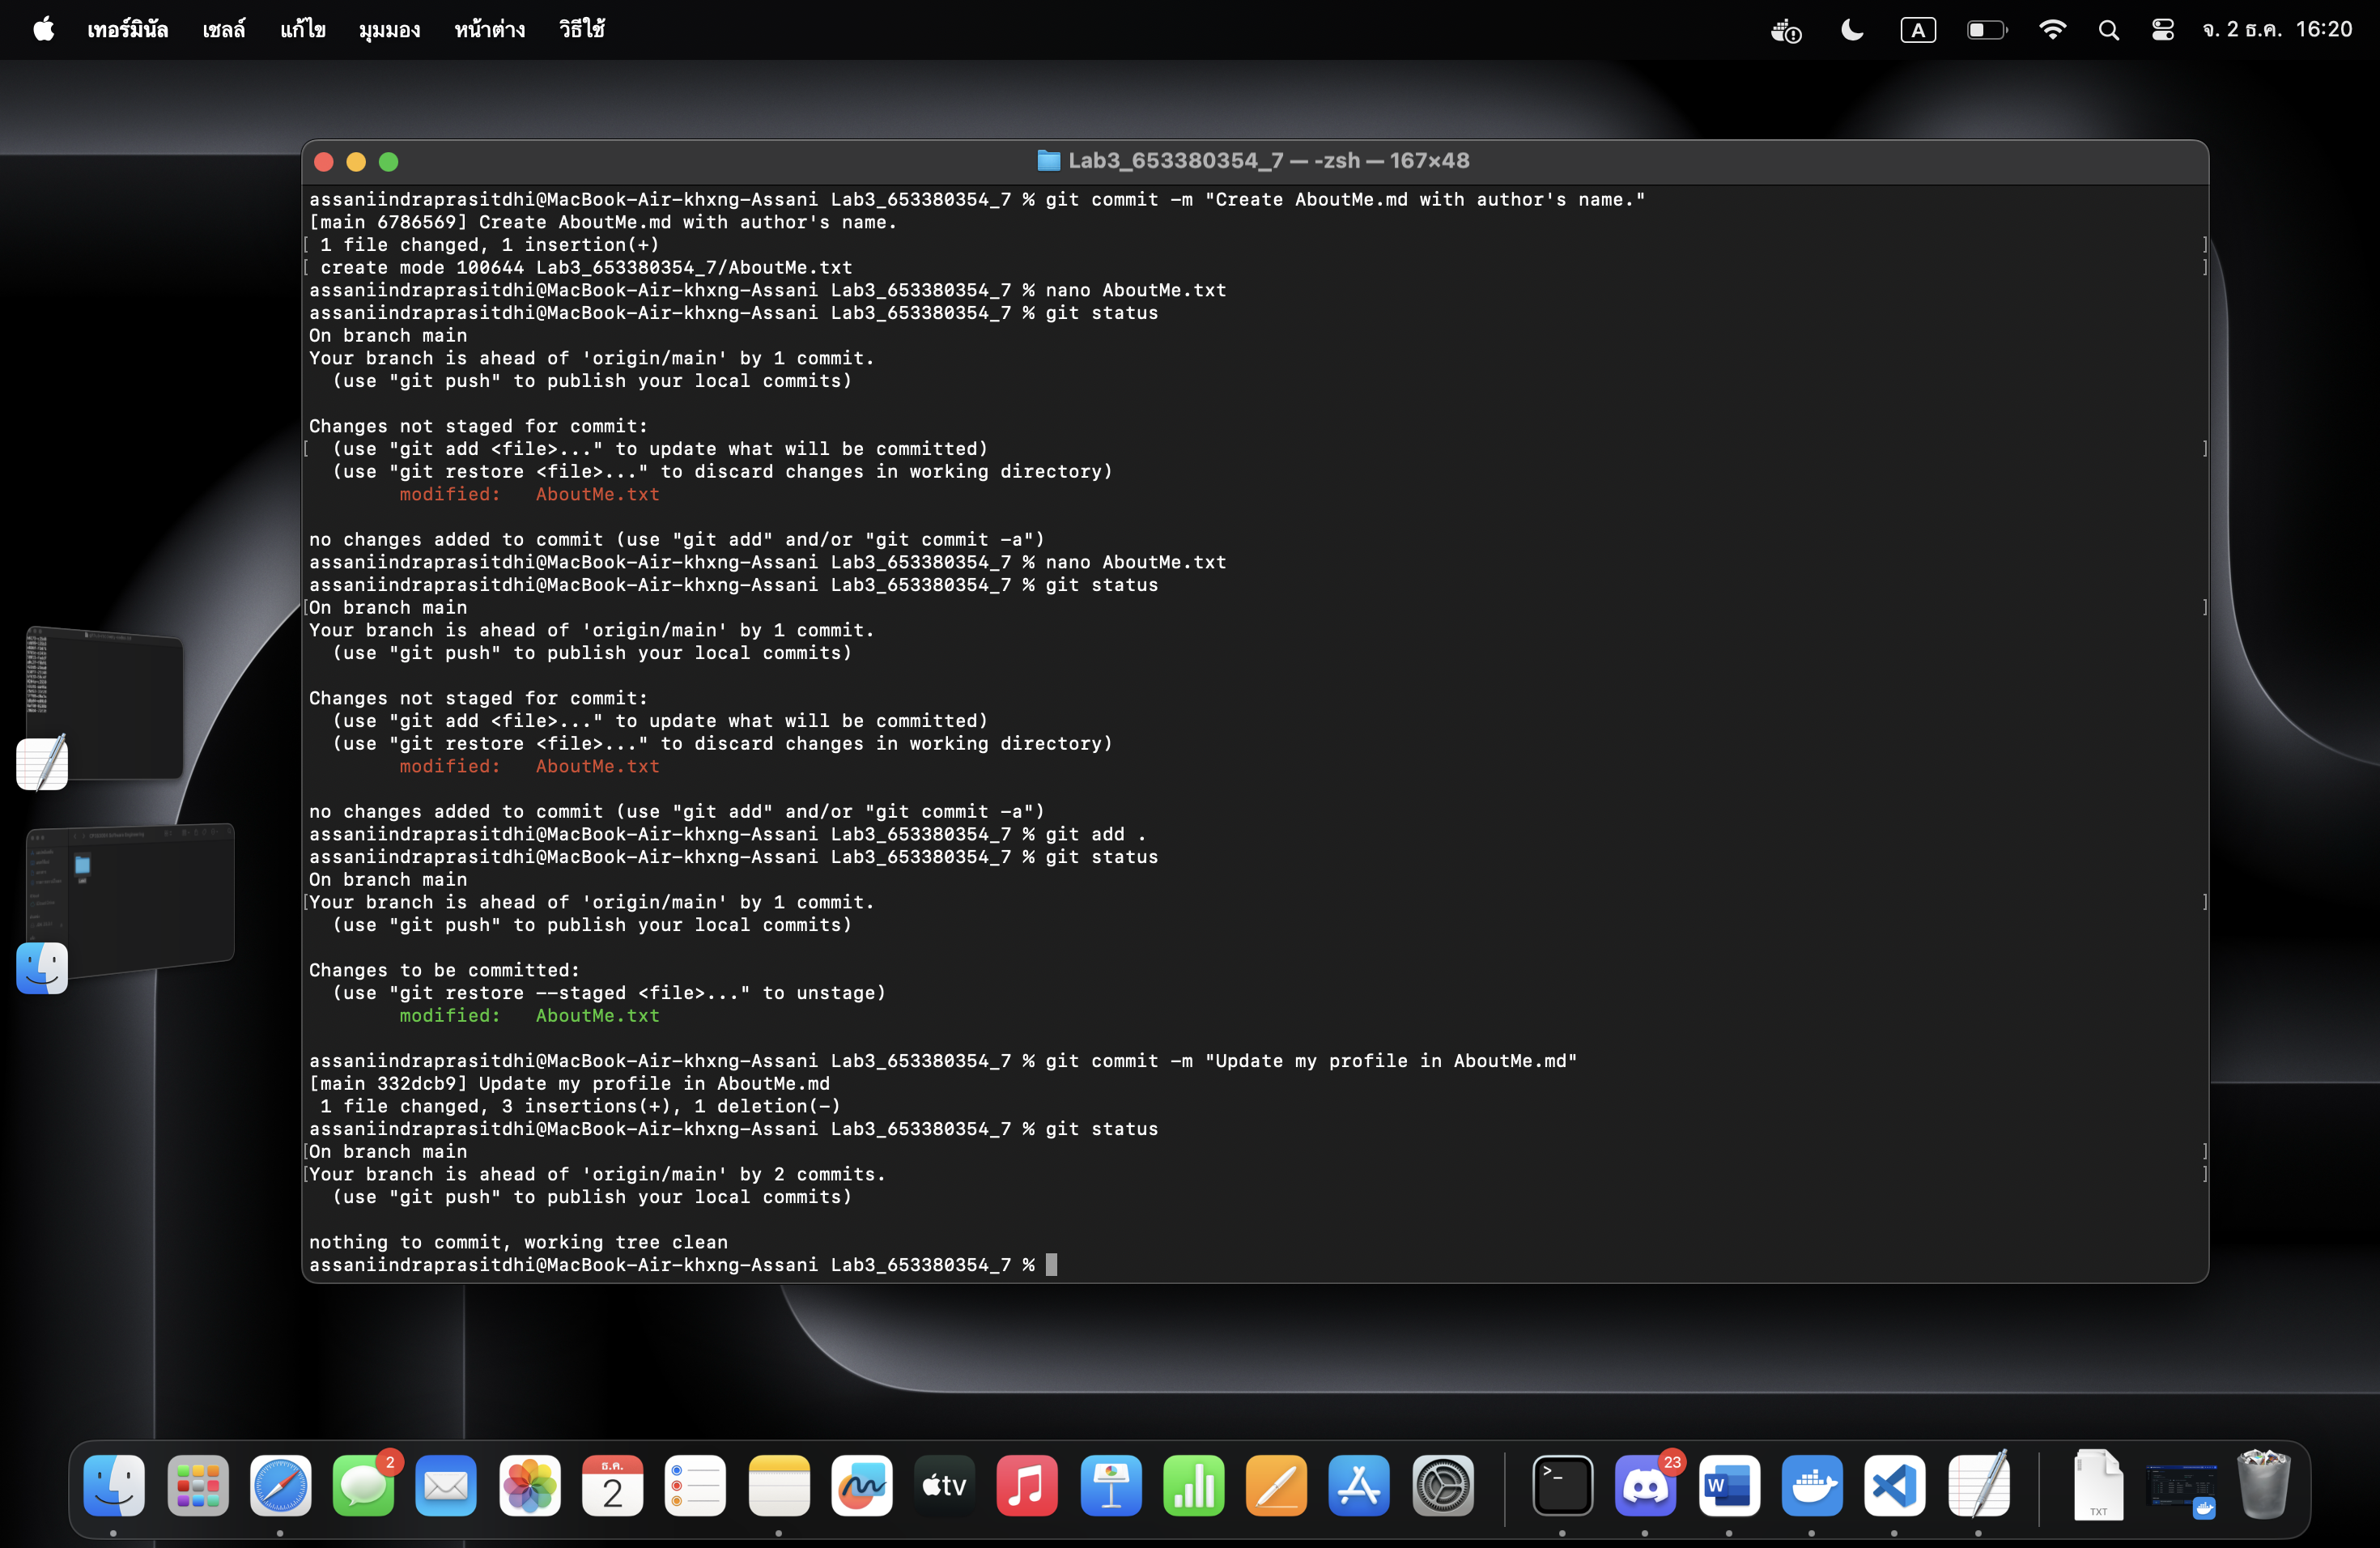 เทอร์มินัล เชลล์ แก้ไข มุมมอง หน้าต่าง วิธีใช้ A จ. 2 ธ.ค. 16:20
Lab3_653380354_7 — -zsh — 167×48
assaniindraprasitdhi@MacBook-Air-khxng-Assani Lab3_653380354_7 % git commit -m "Create AboutMe.md with author's name."
[main 6786569] Create AboutMe.md with author's name.
[ 1 file changed, 1 insertion(+) ]
[ create mode 100644 Lab3_653380354_7/AboutMe.txt ]
assaniindraprasitdhi@MacBook-Air-khxng-Assani Lab3_653380354_7 % nano AboutMe.txt
assaniindraprasitdhi@MacBook-Air-khxng-Assani Lab3_653380354_7 % git status
On branch main
Your branch is ahead of 'origin/main' by 1 commit.
(use "git push" to publish your local commits)
Changes not staged for commit:
[ (use "git add <file>..." to update what will be committed) ]
(use "git restore <file>..." to discard changes in working directory)
modified: AboutMe.txt
no changes added to commit (use "git add" and/or "git commit -a")
assaniindraprasitdhi@MacBook-Air-khxng-Assani Lab3_653380354_7 % nano AboutMe.txt
assaniindraprasitdhi@MacBook-Air-khxng-Assani Lab3_653380354_7 % git status
[On branch main ]
Your branch is ahead of 'origin/main' by 1 commit.
(use "git push" to publish your local commits)
Changes not staged for commit:
(use "git add <file>..." to update what will be committed)
(use "git restore <file>..." to discard changes in working directory)
modified: AboutMe.txt
no changes added to commit (use "git add" and/or "git commit -a")
assaniindraprasitdhi@MacBook-Air-khxng-Assani Lab3_653380354_7 % git add .
assaniindraprasitdhi@MacBook-Air-khxng-Assani Lab3_653380354_7 % git status
On branch main
[Your branch is ahead of 'origin/main' by 1 commit. ]
(use "git push" to publish your local commits)
Changes to be committed:
(use "git restore --staged <file>..." to unstage)
modified: AboutMe.txt
assaniindraprasitdhi@MacBook-Air-khxng-Assani Lab3_653380354_7 % git commit -m "Update my profile in AboutMe.md"
[main 332dcb9] Update my profile in AboutMe.md
1 file changed, 3 insertions(+), 1 deletion(-)
assaniindraprasitdhi@MacBook-Air-khxng-Assani Lab3_653380354_7 % git status
[On branch main ]
[Your branch is ahead of 'origin/main' by 2 commits. ]
(use "git push" to publish your local commits)
nothing to commit, working tree clean
assaniindraprasitdhi@MacBook-Air-khxng-Assani Lab3_653380354_7 %
2 ธ.ค. 2 tv >_ 23 W TXT